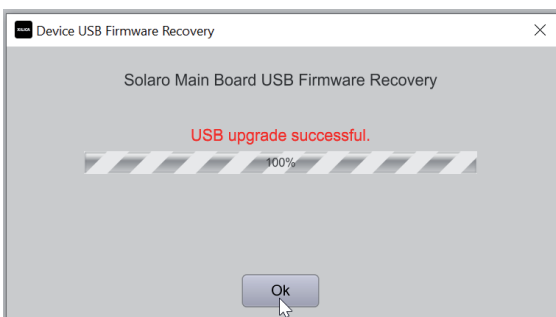 Device USB Firmware Recovery
Solaro Main Board USB Firmware Recovery
USB upgrade successful.
100%
Ok